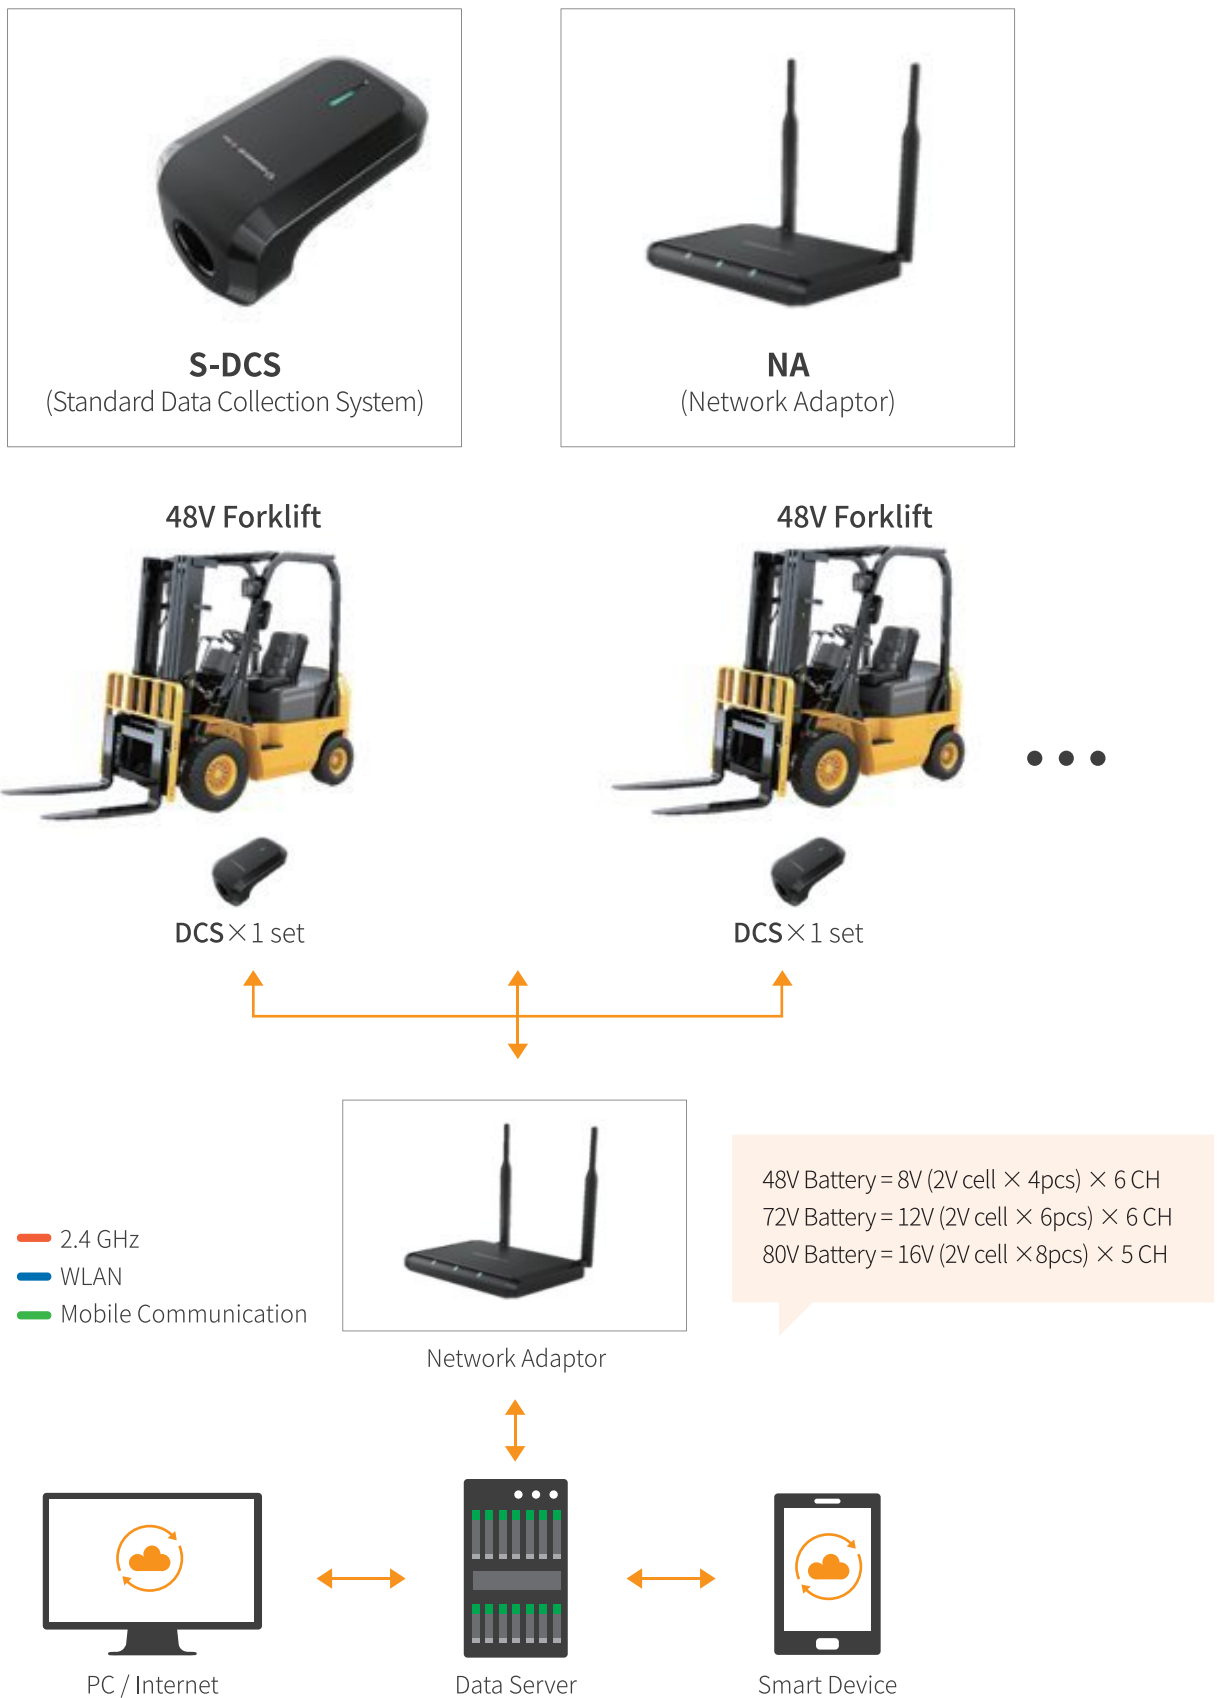 S-DCS
(Standard Data Collection System)
NA
(Network Adaptor)
48V Forklift
48V Forklift
DCS×1 set
DCS×1 set
48V Battery = 8V (2V cell × 4pcs) × 6 CH
72V Battery = 12V (2V cell × 6pcs) × 6 CH
80V Battery = 16V (2V cell ×8pcs) × 5 CH
2.4 GHz
WLAN
Mobile Communication
Network Adaptor
PC / Internet
Data Server
Smart Device